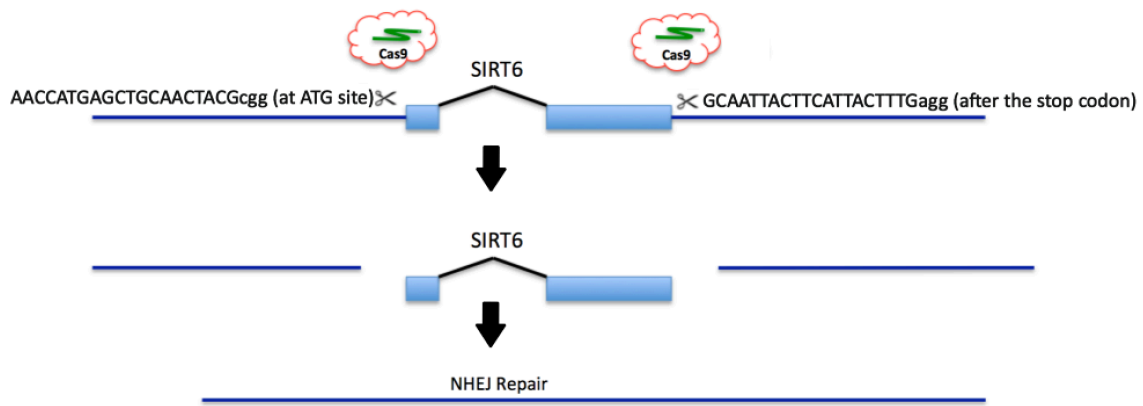 Cas9
Cas9
SIRT6
AACCATGAGCTGCAACTACGcgg (at ATG site)
GCAATTACTTCATTACTTTGagg (after the stop codon)
SIRT6
NHEJ Repair